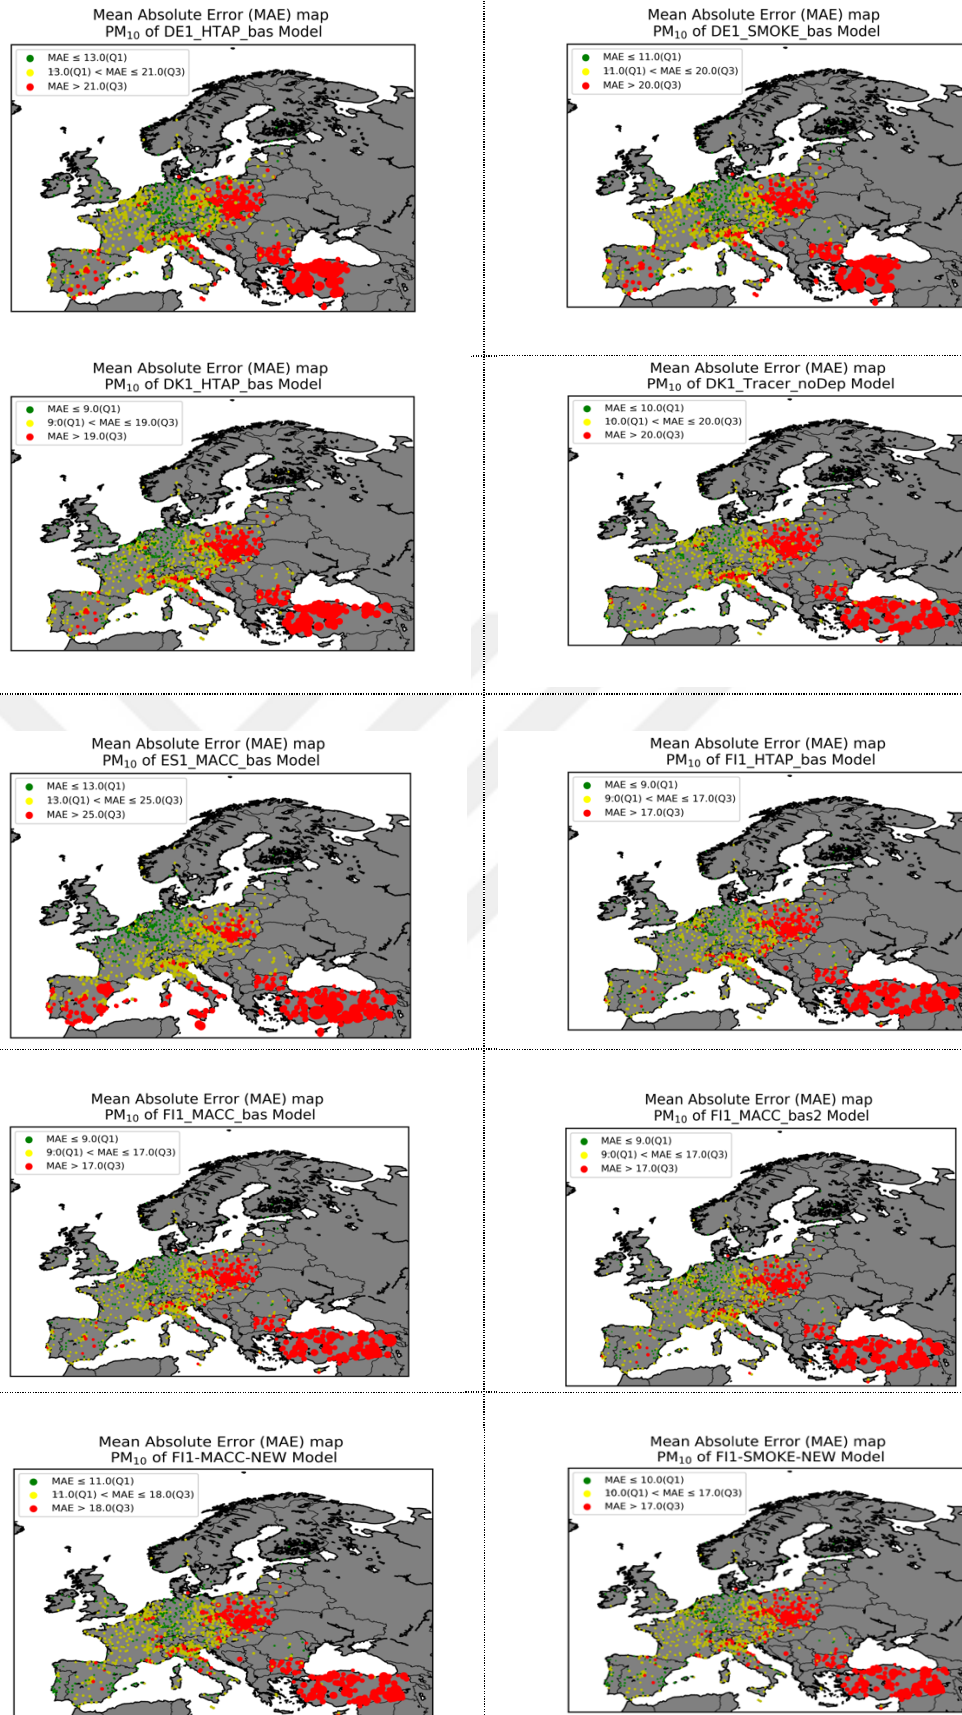 Mean Absolute Error (MAE) map
PM₁₀ of DE1_HTAP_bas Model
MAE ≤ 13.0(Q1)
13.0(Q1) < MAE ≤ 21.0(Q3)
MAE > 21.0(Q3)
Mean Absolute Error (MAE) map
PM₁₀ of DE1_SMOKE_bas Model
MAE ≤ 11.0(Q1)
11.0(Q1) < MAE ≤ 20.0(Q3)
MAE > 20.0(Q3)
Mean Absolute Error (MAE) map
PM₁₀ of DK1_HTAP_bas Model
MAE ≤ 9.0(Q1)
9.0(Q1) < MAE ≤ 19.0(Q3)
MAE > 19.0(Q3)
Mean Absolute Error (MAE) map
PM₁₀ of DK1_Tracer_noDep Model
MAE ≤ 10.0(Q1)
10.0(Q1) < MAE ≤ 20.0(Q3)
MAE > 20.0(Q3)
Mean Absolute Error (MAE) map
PM₁₀ of ES1_MACC_bas Model
MAE ≤ 13.0(Q1)
13.0(Q1) < MAE ≤ 25.0(Q3)
MAE > 25.0(Q3)
Mean Absolute Error (MAE) map
PM₁₀ of FI1_HTAP_bas Model
MAE ≤ 9.0(Q1)
9.0(Q1) < MAE ≤ 17.0(Q3)
MAE > 17.0(Q3)
Mean Absolute Error (MAE) map
PM₁₀ of FI1_MACC_bas Model
MAE ≤ 9.0(Q1)
9.0(Q1) < MAE ≤ 17.0(Q3)
MAE > 17.0(Q3)
Mean Absolute Error (MAE) map
PM₁₀ of FI1_MACC_bas2 Model
MAE ≤ 9.0(Q1)
9.0(Q1) < MAE ≤ 17.0(Q3)
MAE > 17.0(Q3)
Mean Absolute Error (MAE) map
PM₁₀ of FI1-MACC-NEW Model
MAE ≤ 11.0(Q1)
11.0(Q1) < MAE ≤ 18.0(Q3)
MAE > 18.0(Q3)
Mean Absolute Error (MAE) map
PM₁₀ of FI1-SMOKE-NEW Model
MAE ≤ 10.0(Q1)
10.0(Q1) < MAE ≤ 17.0(Q3)
MAE > 17.0(Q3)